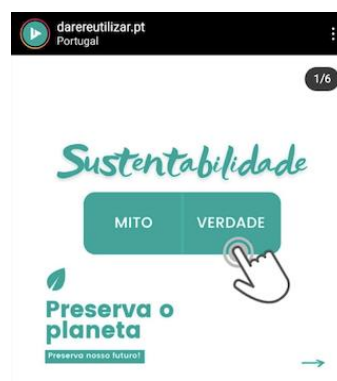 darereutilizar.pt
Portugal
1/6
Sustentabilidade
MITO VERDADE
Preserva o
planeta
Preserva nosso futuro!